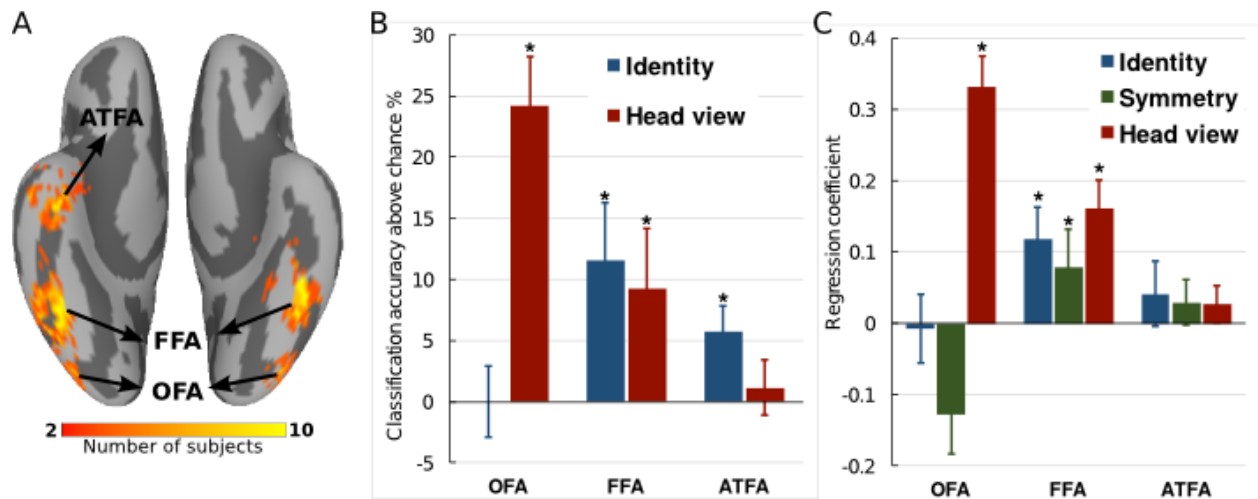 A
ATFA
FFA
OFA
2 10
Number of subjects
B
Classification accuracy above chance %
30
25
20
15
10
5
0
-5
Identity
Head view
*
*
*
*
OFA FFA ATFA
C
Regression coefficient
0.4
0.3
0.2
0.1
0
-0.1
-0.2
Identity
Symmetry
Head view
*
*
*
*
OFA FFA ATFA